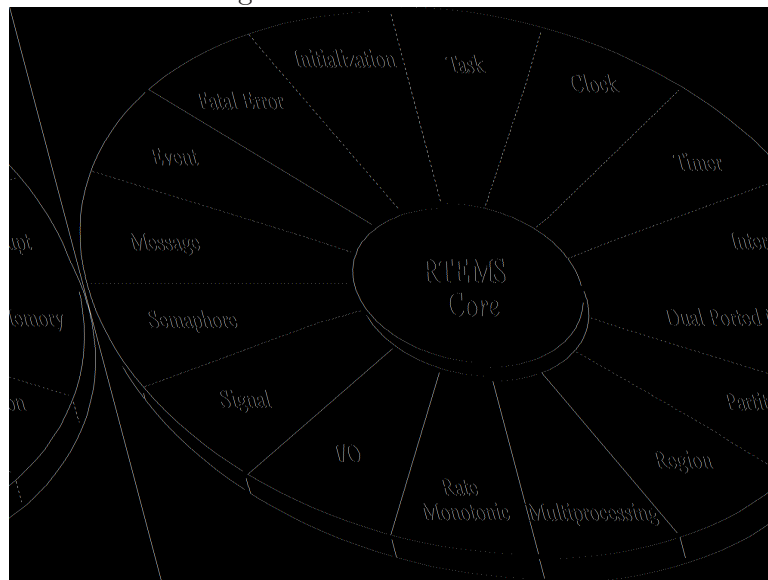 Initialization
Task
Clock
Fatal Error
Timer
Event
Message
RTEMS
Core
Semaphore
Dual Ported
Signal
I/O
Region
Rate
Monotonic
Multiprocessing